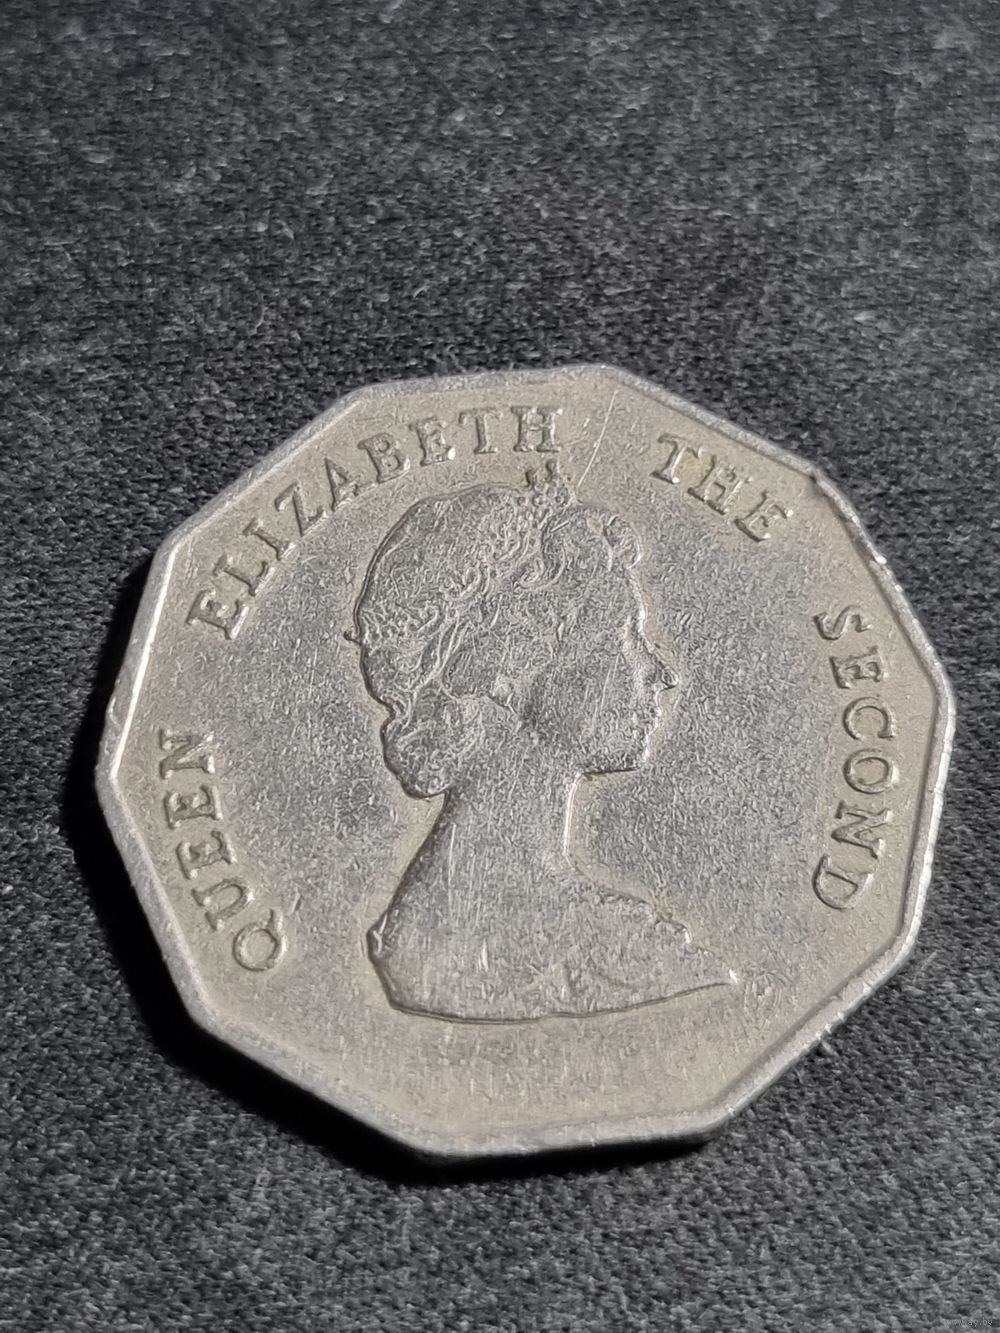 QUEEN ELIZABETH THE SECOND